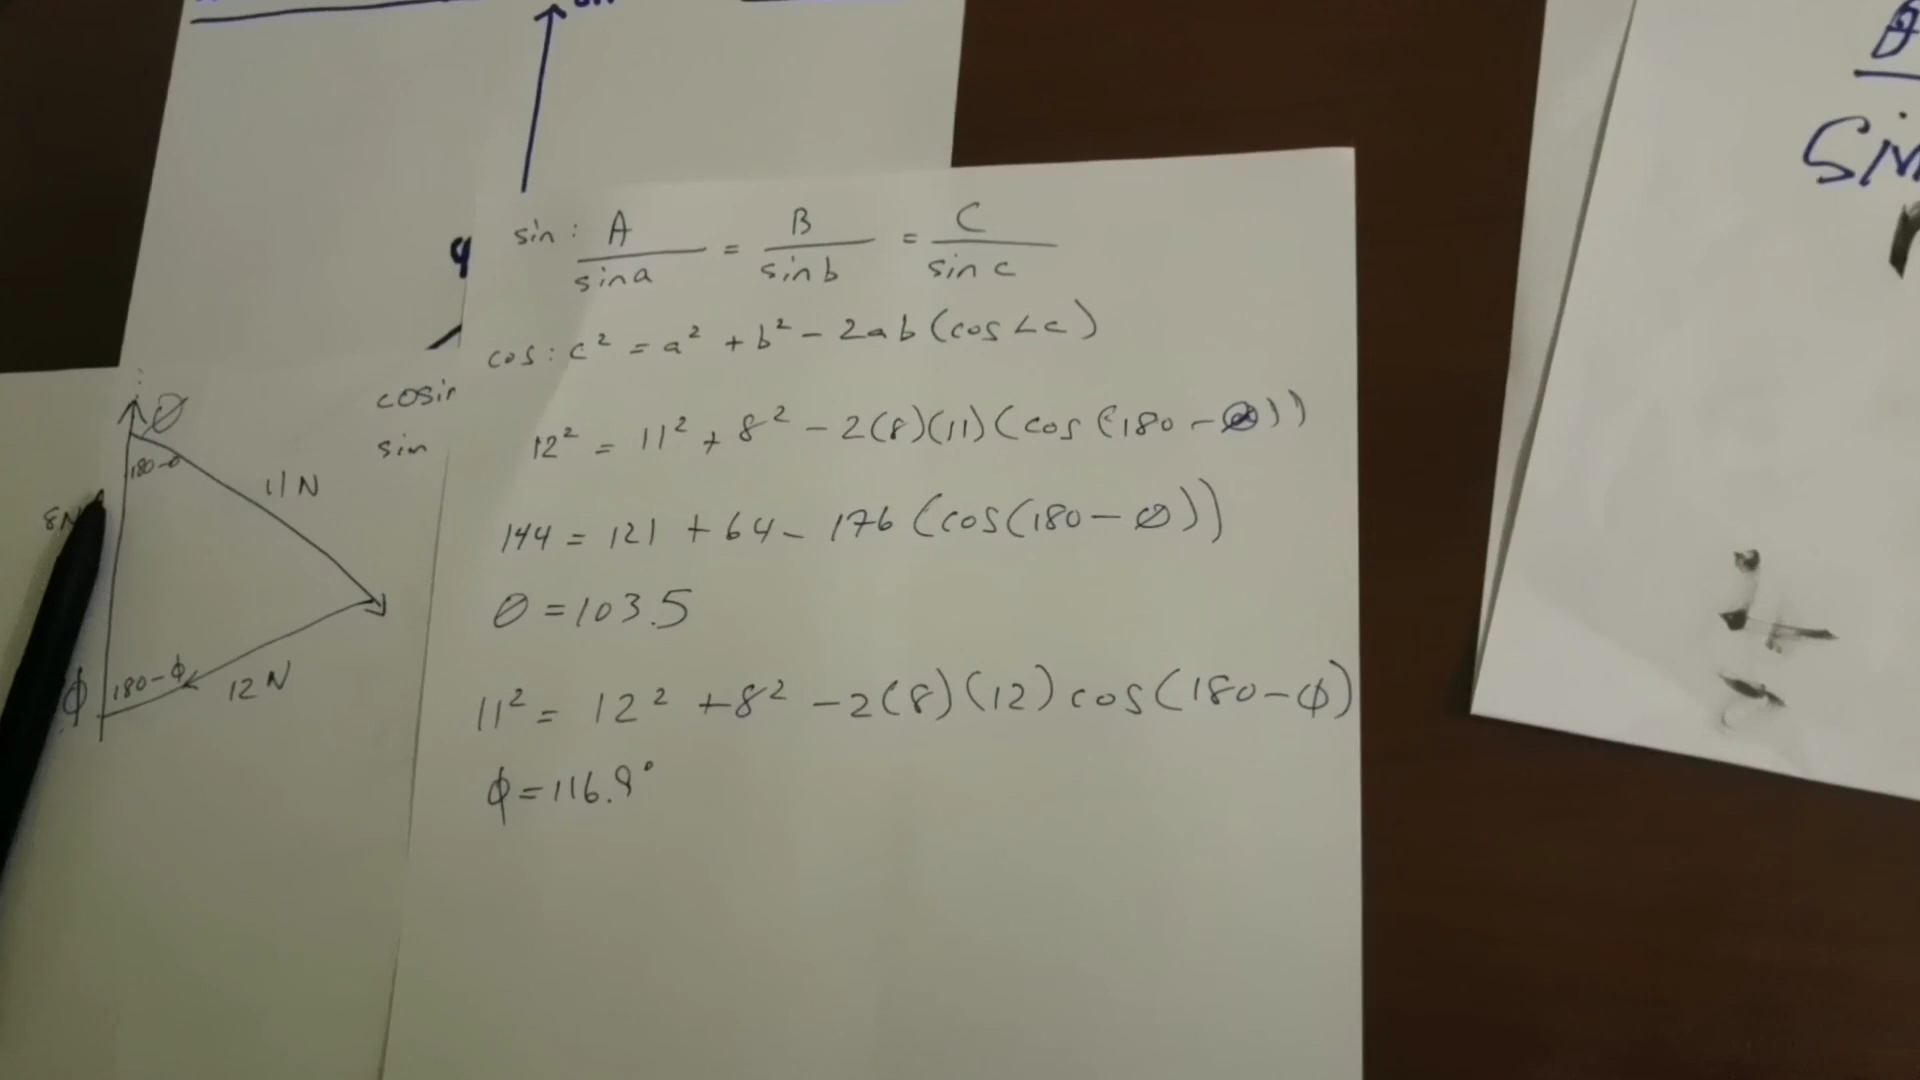 sin: A/sin a = B/sin b = C/sin c
cos: c² = a² + b² - 2ab (cos ∠c)
cosin
sin
12² = 11² + 8² - 2(8)(11)(cos(180-θ))
144 = 121 + 64 - 176 (cos(180-θ))
θ = 103.5
11² = 12² + 8² - 2(8)(12) cos(180-ϕ)
ϕ = 116.9°
θ
180-θ
11N
8N
ϕ
180-ϕ
12N
θ
sin